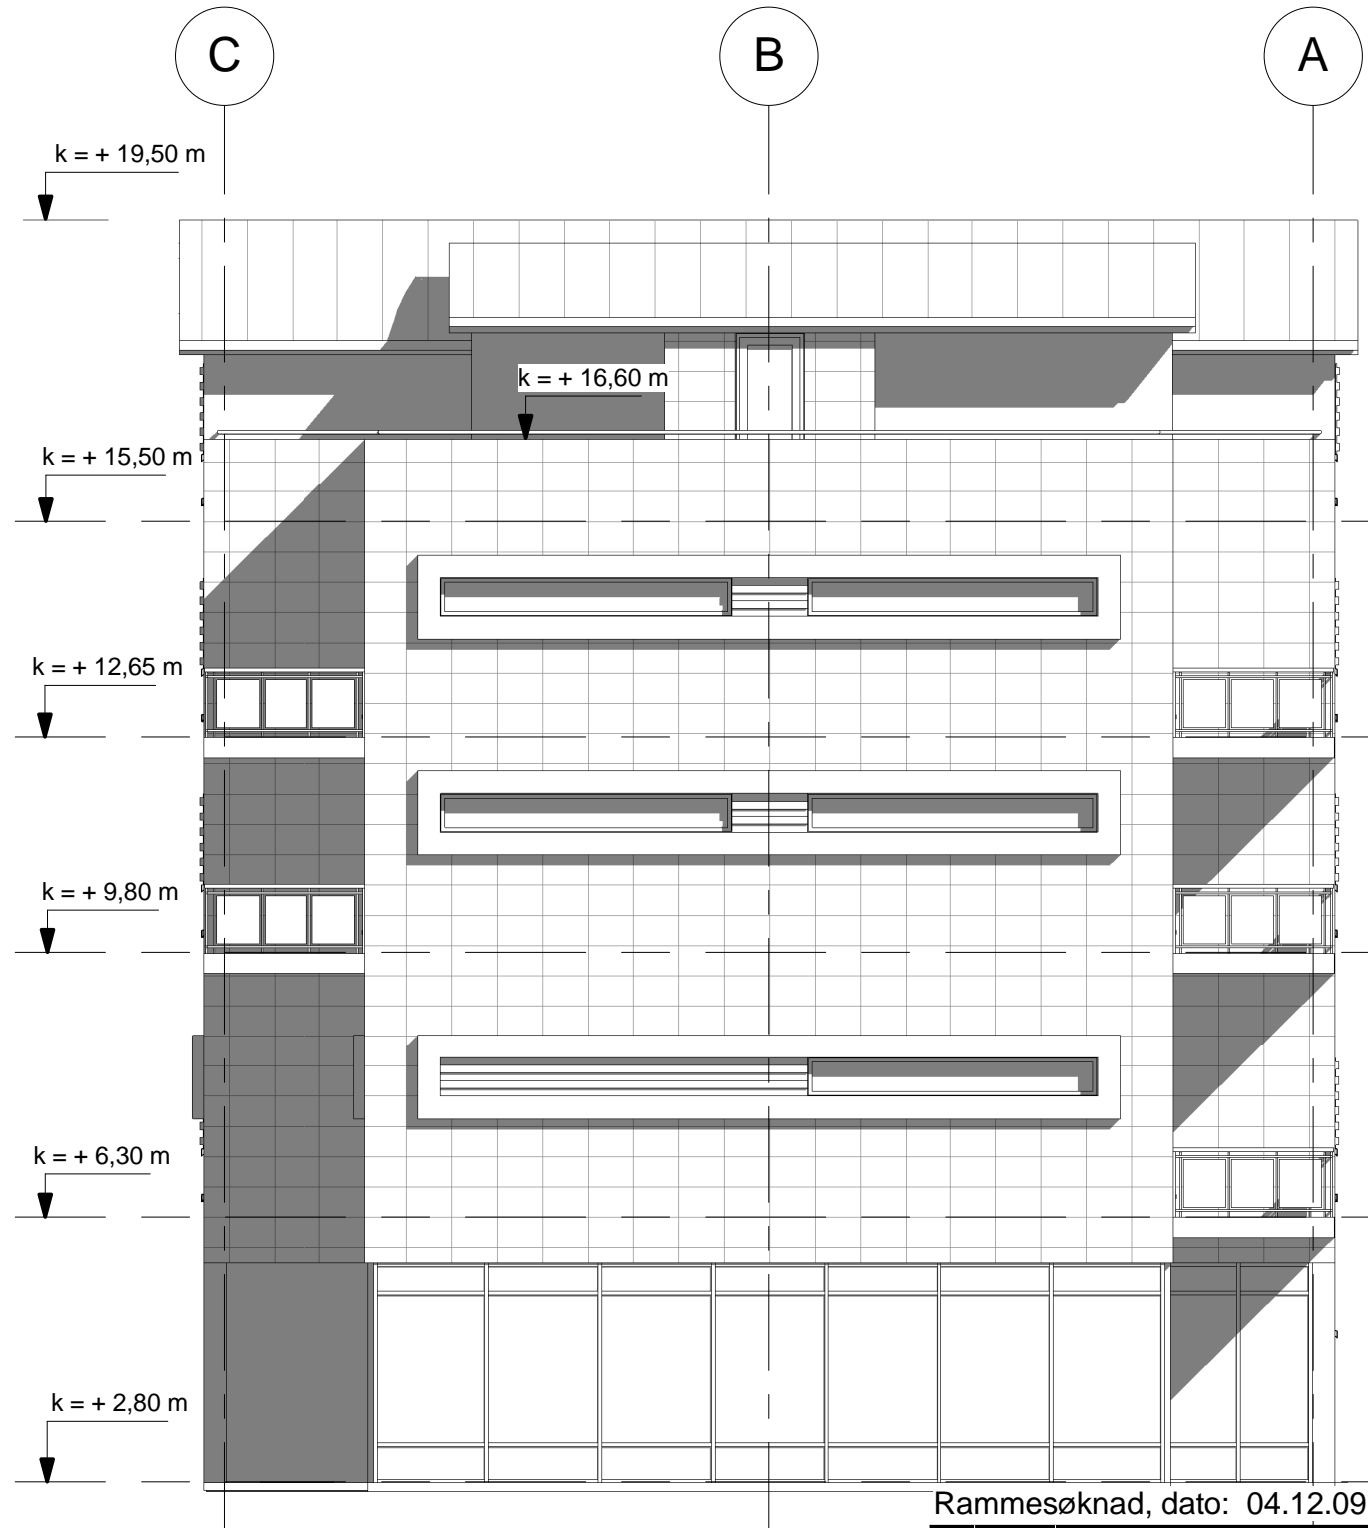 C
B
A
k = + 19,50 m
k = + 16,60 m
k = + 15,50 m
k = + 12,65 m
k = + 9,80 m
k = + 6,30 m
k = + 2,80 m
Rammesøknad, dato: 04.12.09